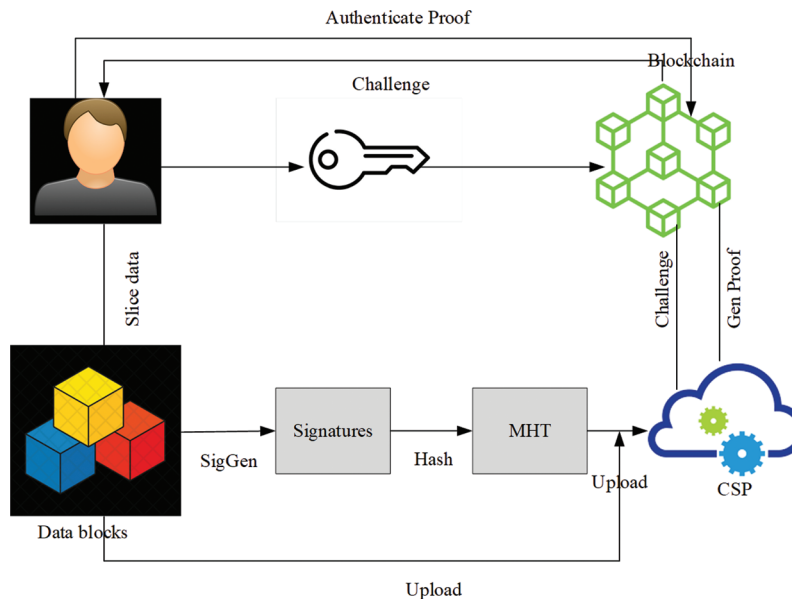 Authenticate Proof
Blockchain
Challenge
Slice data
Challenge
Gen Proof
Signatures
MHT
SigGen
Hash
Upload
CSP
Data blocks
Upload